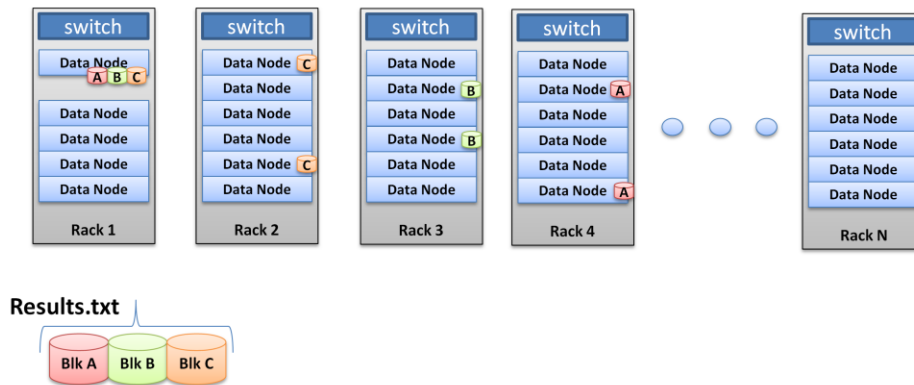 switch
Data Node
A B C
Data Node
Data Node
Data Node
Data Node
Rack 1
switch
Data Node C
Data Node
Data Node
Data Node
Data Node C
Data Node
Rack 2
switch
Data Node
Data Node B
Data Node
Data Node B
Data Node
Data Node
Rack 3
switch
Data Node
Data Node A
Data Node
Data Node
Data Node
Data Node A
Rack 4
switch
Data Node
Data Node
Data Node
Data Node
Data Node
Data Node
Rack N
Results.txt
Blk A Blk B Blk C